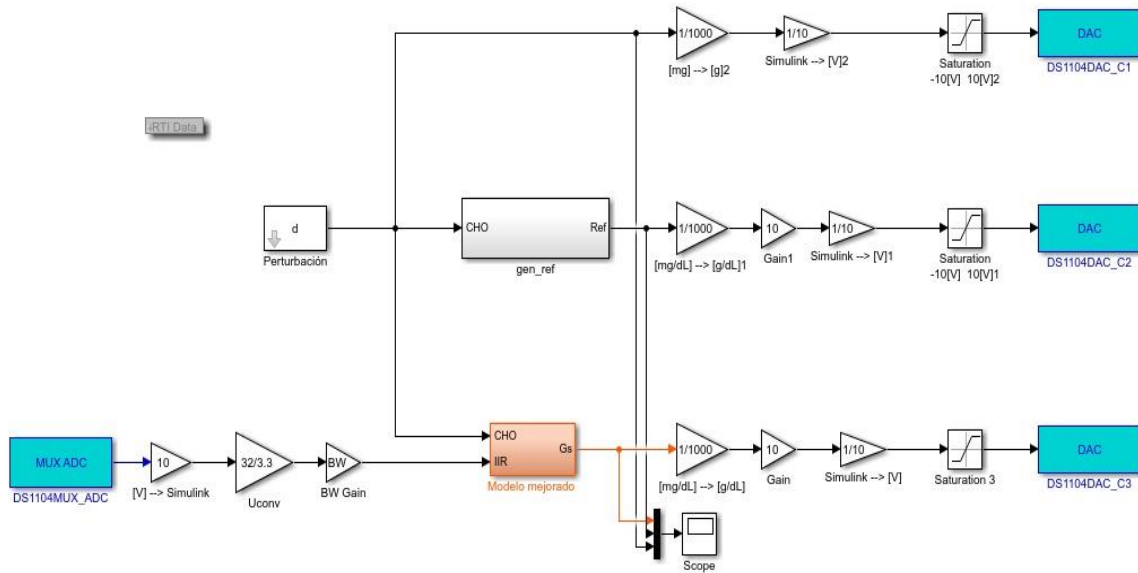 1/1000
1/10
DAC
[mg] --> [g]2
Simulink --> [V]2
Saturation
-10[V]  10[V]2
DS1104DAC_C1
RTI Data
d
Perturbación
CHO
Ref
gen_ref
1/1000
10
1/10
DAC
[mg/dL] --> [g/dL]1
Gain1
Simulink --> [V]1
Saturation
-10[V]  10[V]1
DS1104DAC_C2
MUX ADC
DS1104MUX_ADC
10
[V] --> Simulink
32/3.3
Uconv
BW
BW Gain
CHO
IIR
Gs
Modelo mejorado
1/1000
10
1/10
DAC
[mg/dL] --> [g/dL]
Gain
Simulink --> [V]
Saturation 3
DS1104DAC_C3
Scope